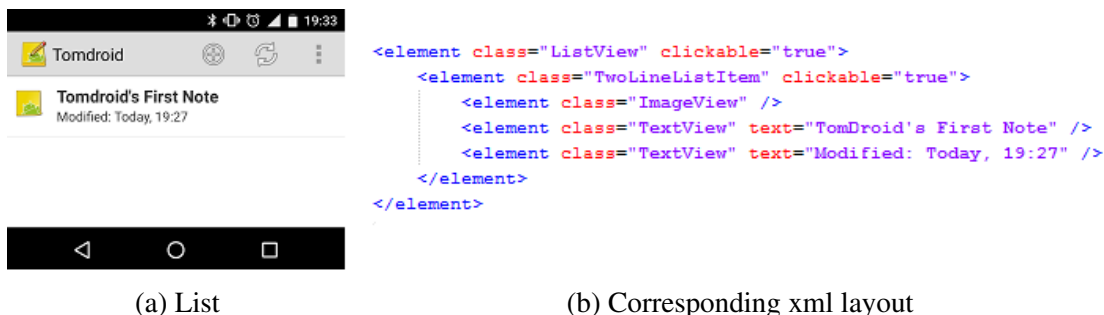 19:33
Tomdroid
Tomdroid's First Note
Modified: Today, 19:27
<element class="ListView" clickable="true">
<element class="TwoLineListItem" clickable="true">
<element class="ImageView" />
<element class="TextView" text="TomDroid's First Note" />
<element class="TextView" text="Modified: Today, 19:27" />
</element>
</element>
(a) List
(b) Corresponding xml layout